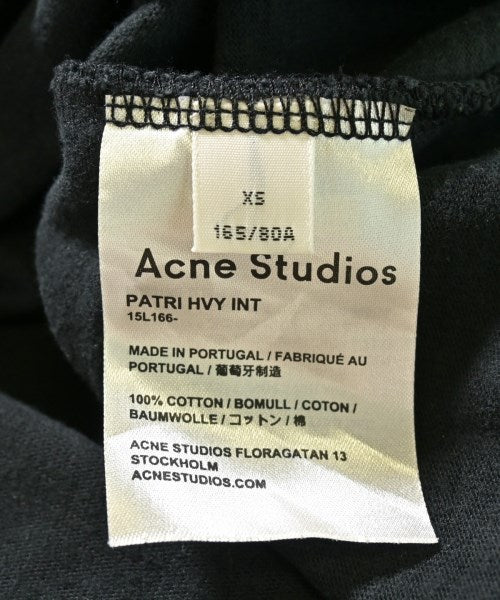 XS
165/80A
Acne Studios
PATRI HVY INT
15L166-
MADE IN PORTUGAL / FABRIQUÉ AU
PORTUGAL / 葡萄牙制造
100% COTTON / BOMULL / COTON /
BAUMWOLLE / コットン / 棉
ACNE STUDIOS FLORAGATAN 13
STOCKHOLM
ACNESTUDIOS.COM